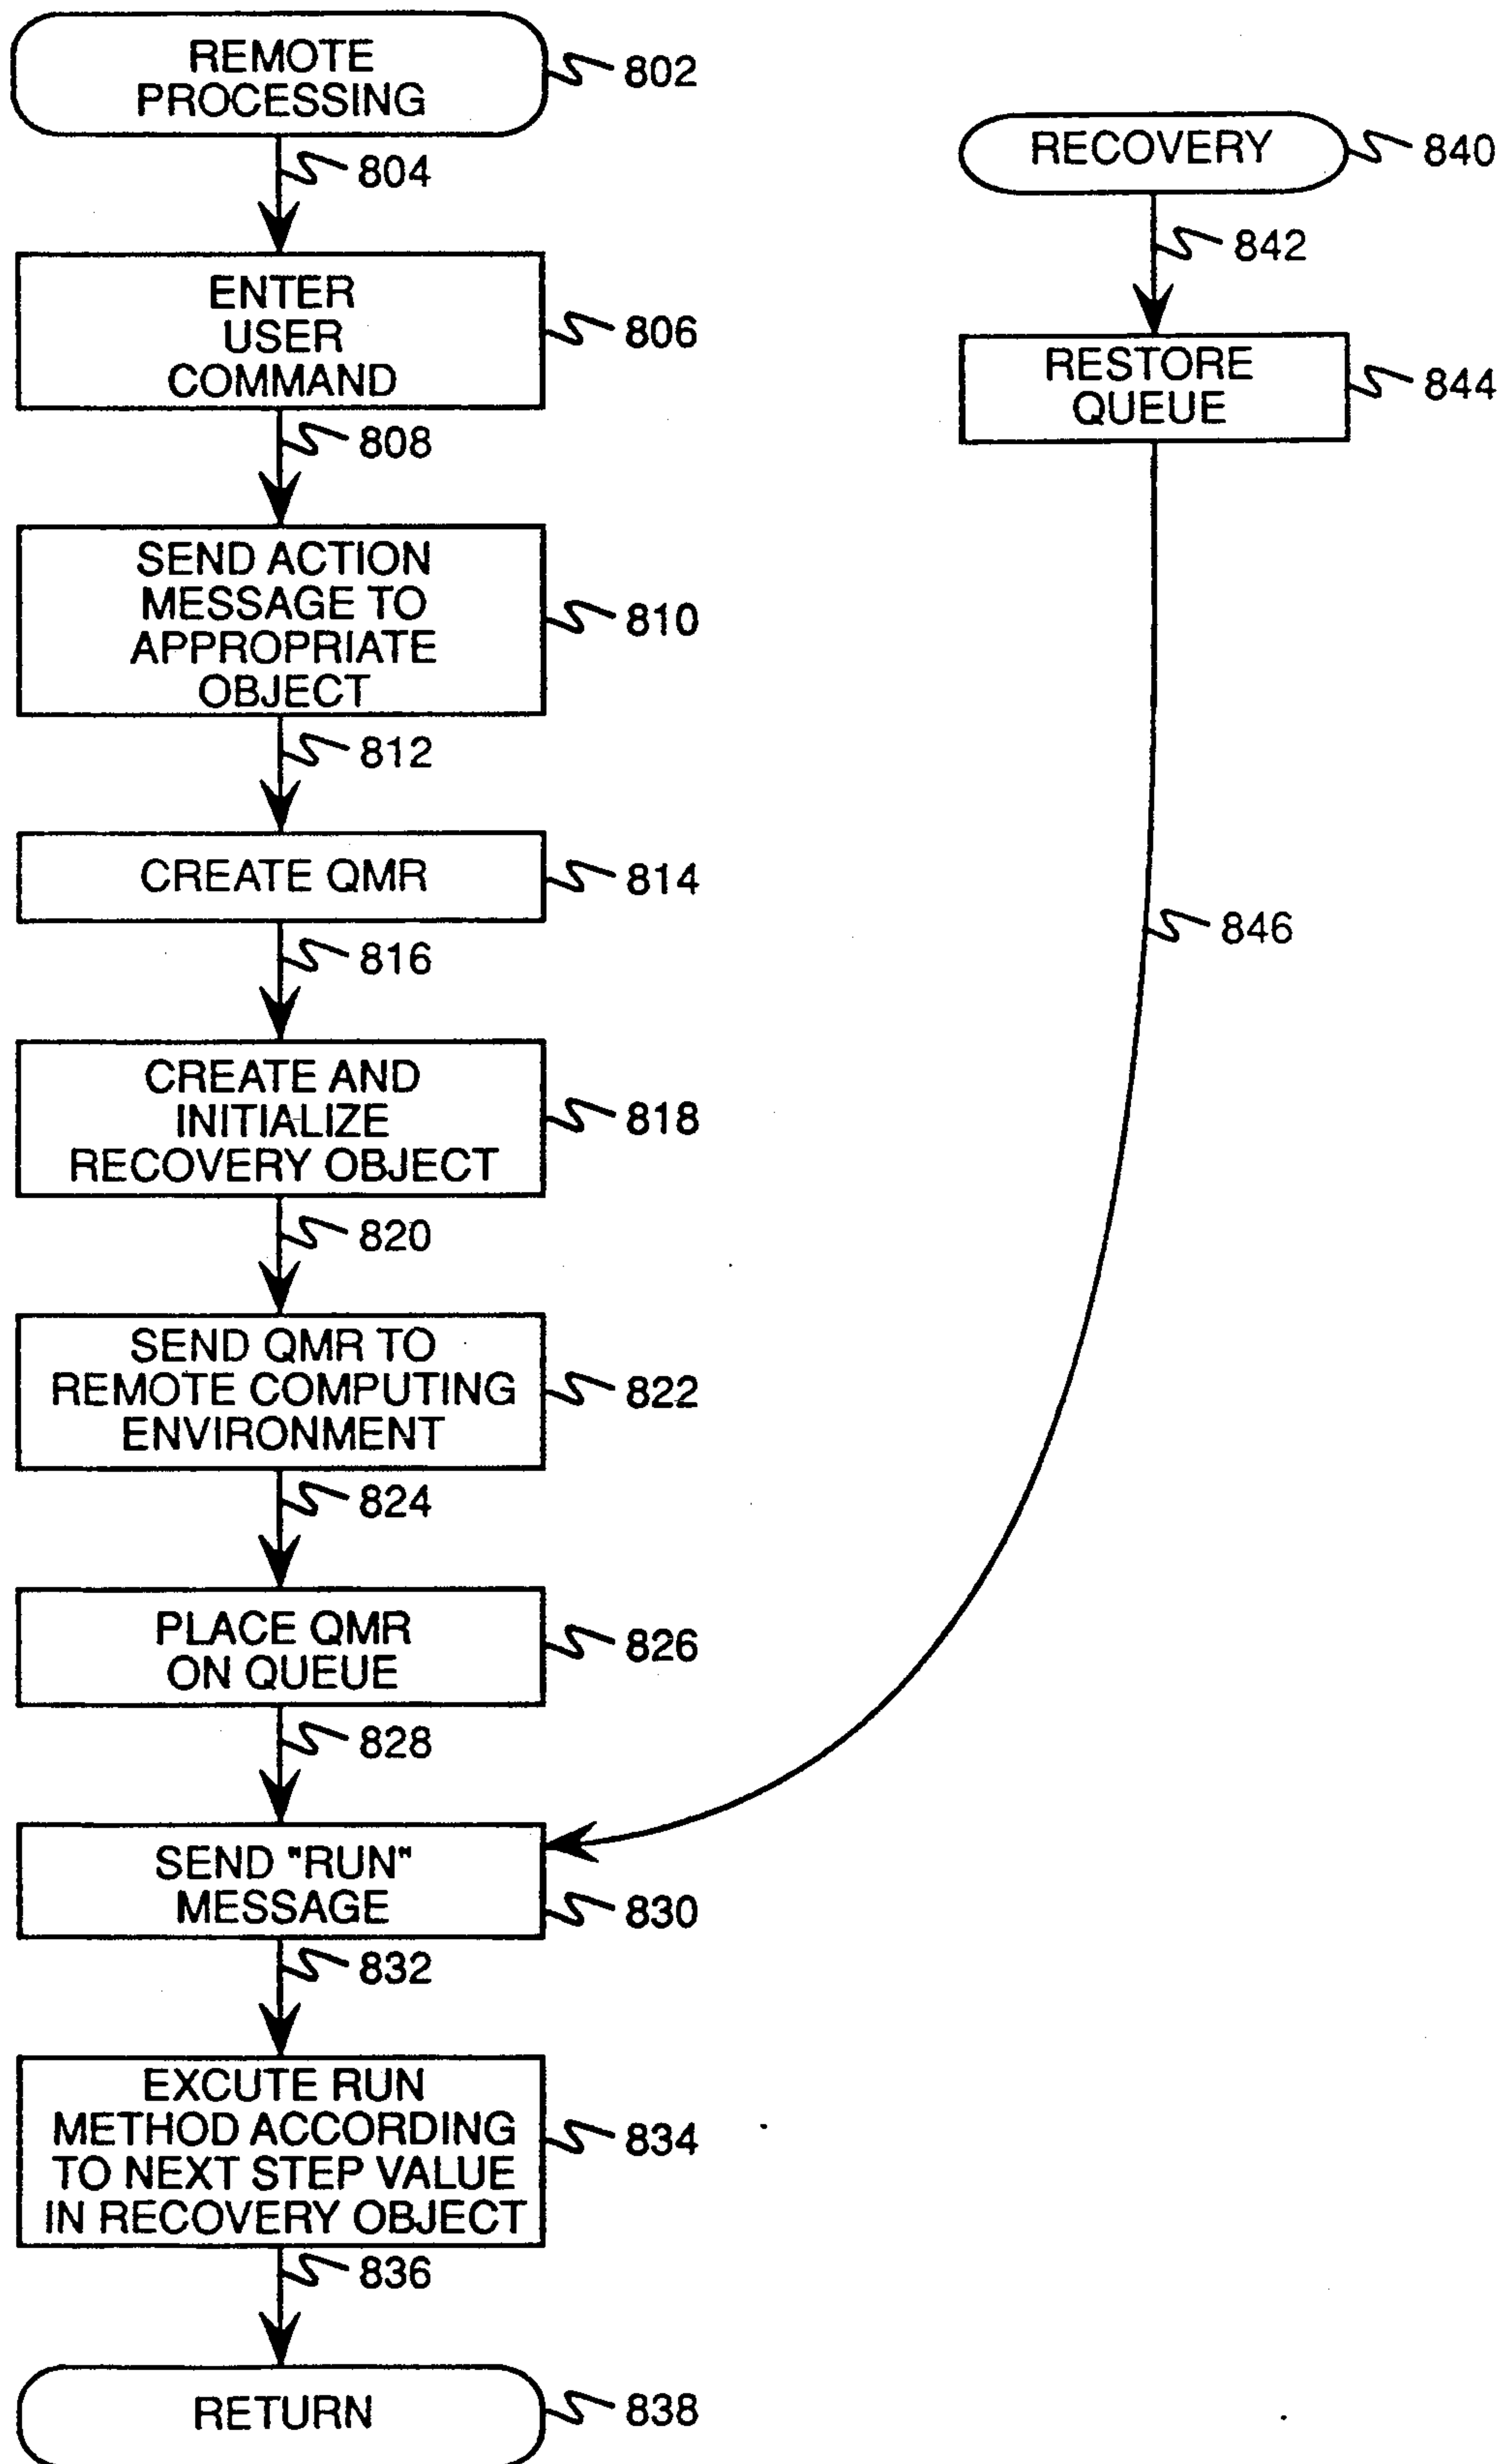 REMOTE
PROCESSING
802
804
ENTER
USER
COMMAND
806
808
SEND ACTION
MESSAGE TO
APPROPRIATE
OBJECT
810
812
CREATE QMR
814
816
CREATE AND
INITIALIZE
RECOVERY OBJECT
818
820
SEND QMR TO
REMOTE COMPUTING
ENVIRONMENT
822
824
PLACE QMR
ON QUEUE
826
828
SEND "RUN"
MESSAGE
830
832
EXCUTE RUN
METHOD ACCORDING
TO NEXT STEP VALUE
IN RECOVERY OBJECT
834
836
RETURN
838
RECOVERY
840
842
RESTORE
QUEUE
844
846